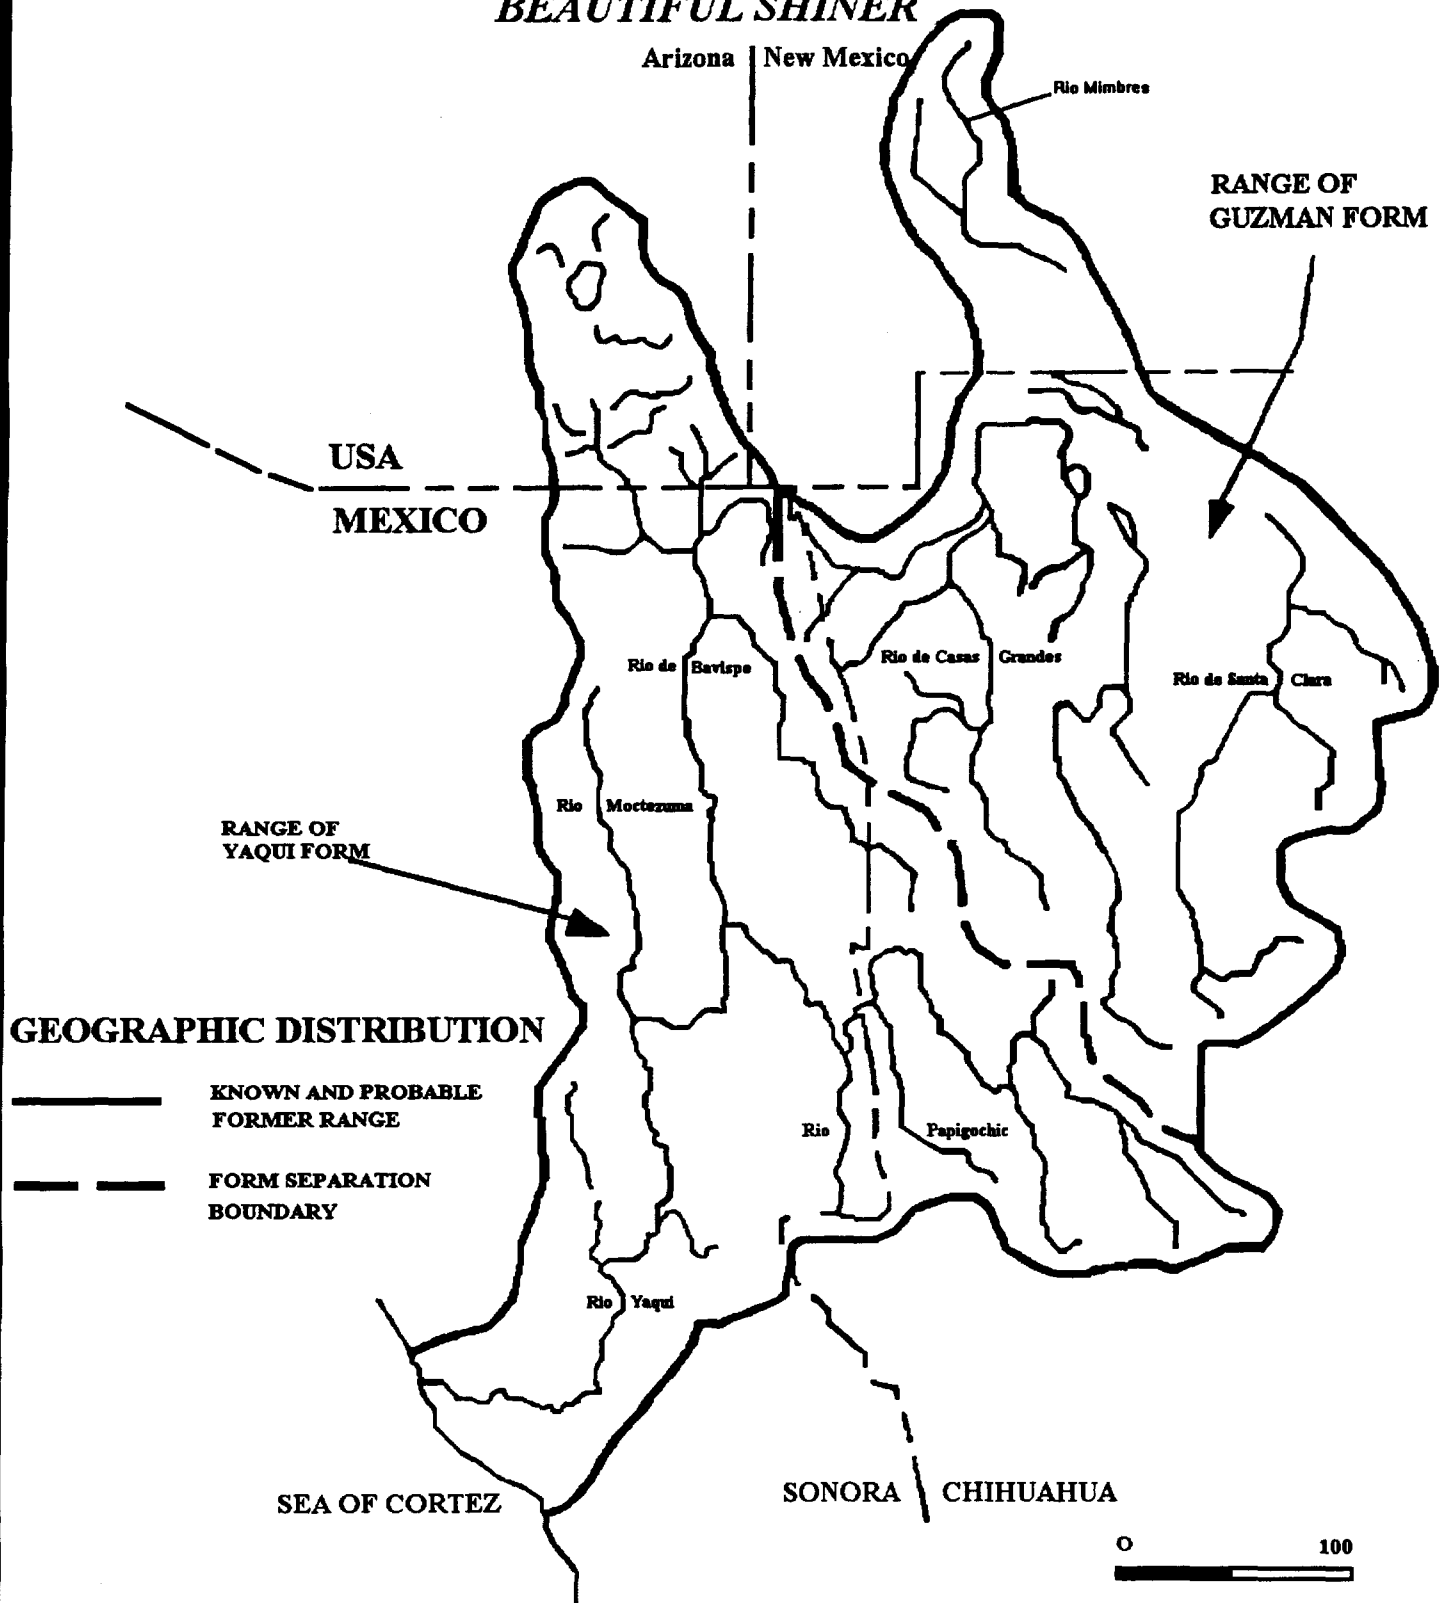 BEAUTIFUL SHINER
Arizona
New Mexico
Rio Mimbres
RANGE OF
GUZMAN FORM
USA
MEXICO
Rio de Bavispe
Rio de Casas Grandes
Rio de Santa Clara
Rio Moctezuma
RANGE OF
YAQUI FORM
GEOGRAPHIC DISTRIBUTION
KNOWN AND PROBABLE
FORMER RANGE
FORM SEPARATION
BOUNDARY
Rio Papigochic
Rio Yaqui
SEA OF CORTEZ
SONORA
CHIHUAHUA
O 100